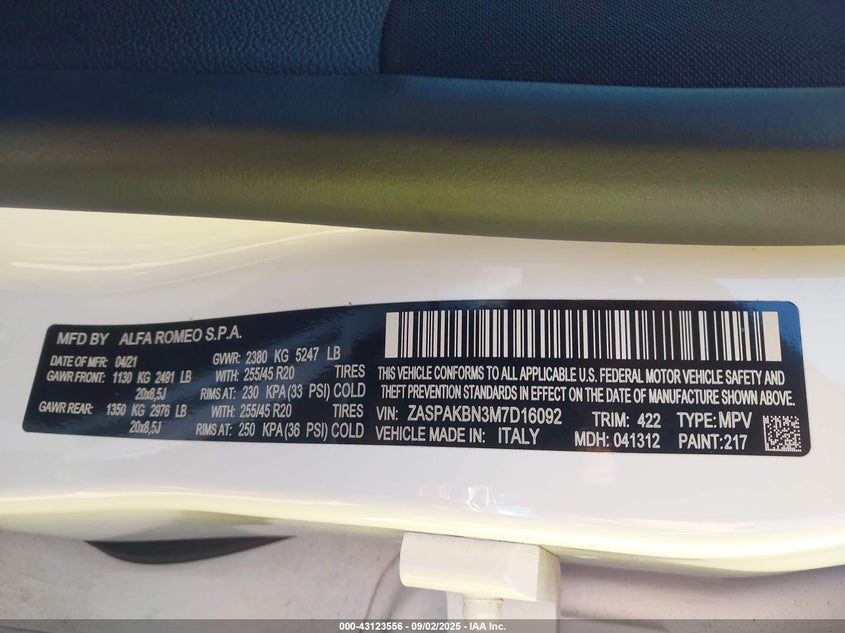 MFD BY ALFA ROMEO S.P.A.
DATE OF MFR: 04/21 GVWR: 2380 KG 5247 LB
GAWR FRONT: 1130 KG 2491 LB WITH: 255/45 R20 TIRES
20x8,5J RIMS AT: 230 KPA (33 PSI) COLD
GAWR REAR: 1350 KG 2976 LB WITH: 255/45 R20 TIRES
20x8,5J RIMS AT: 250 KPA (36 PSI) COLD
THIS VEHICLE CONFORMS TO ALL APPLICABLE U.S. FEDERAL MOTOR VEHICLE SAFETY AND
THEFT PREVENTION STANDARDS IN EFFECT ON THE DATE OF MANUFACTURE SHOWN ABOVE.
VIN: ZASPAKBN3M7D16092 TRIM: 422 TYPE: MPV
VEHICLE MADE IN: ITALY MDH: 041312 PAINT: 217
000-43123556 - 09/02/2025 - IAA Inc.